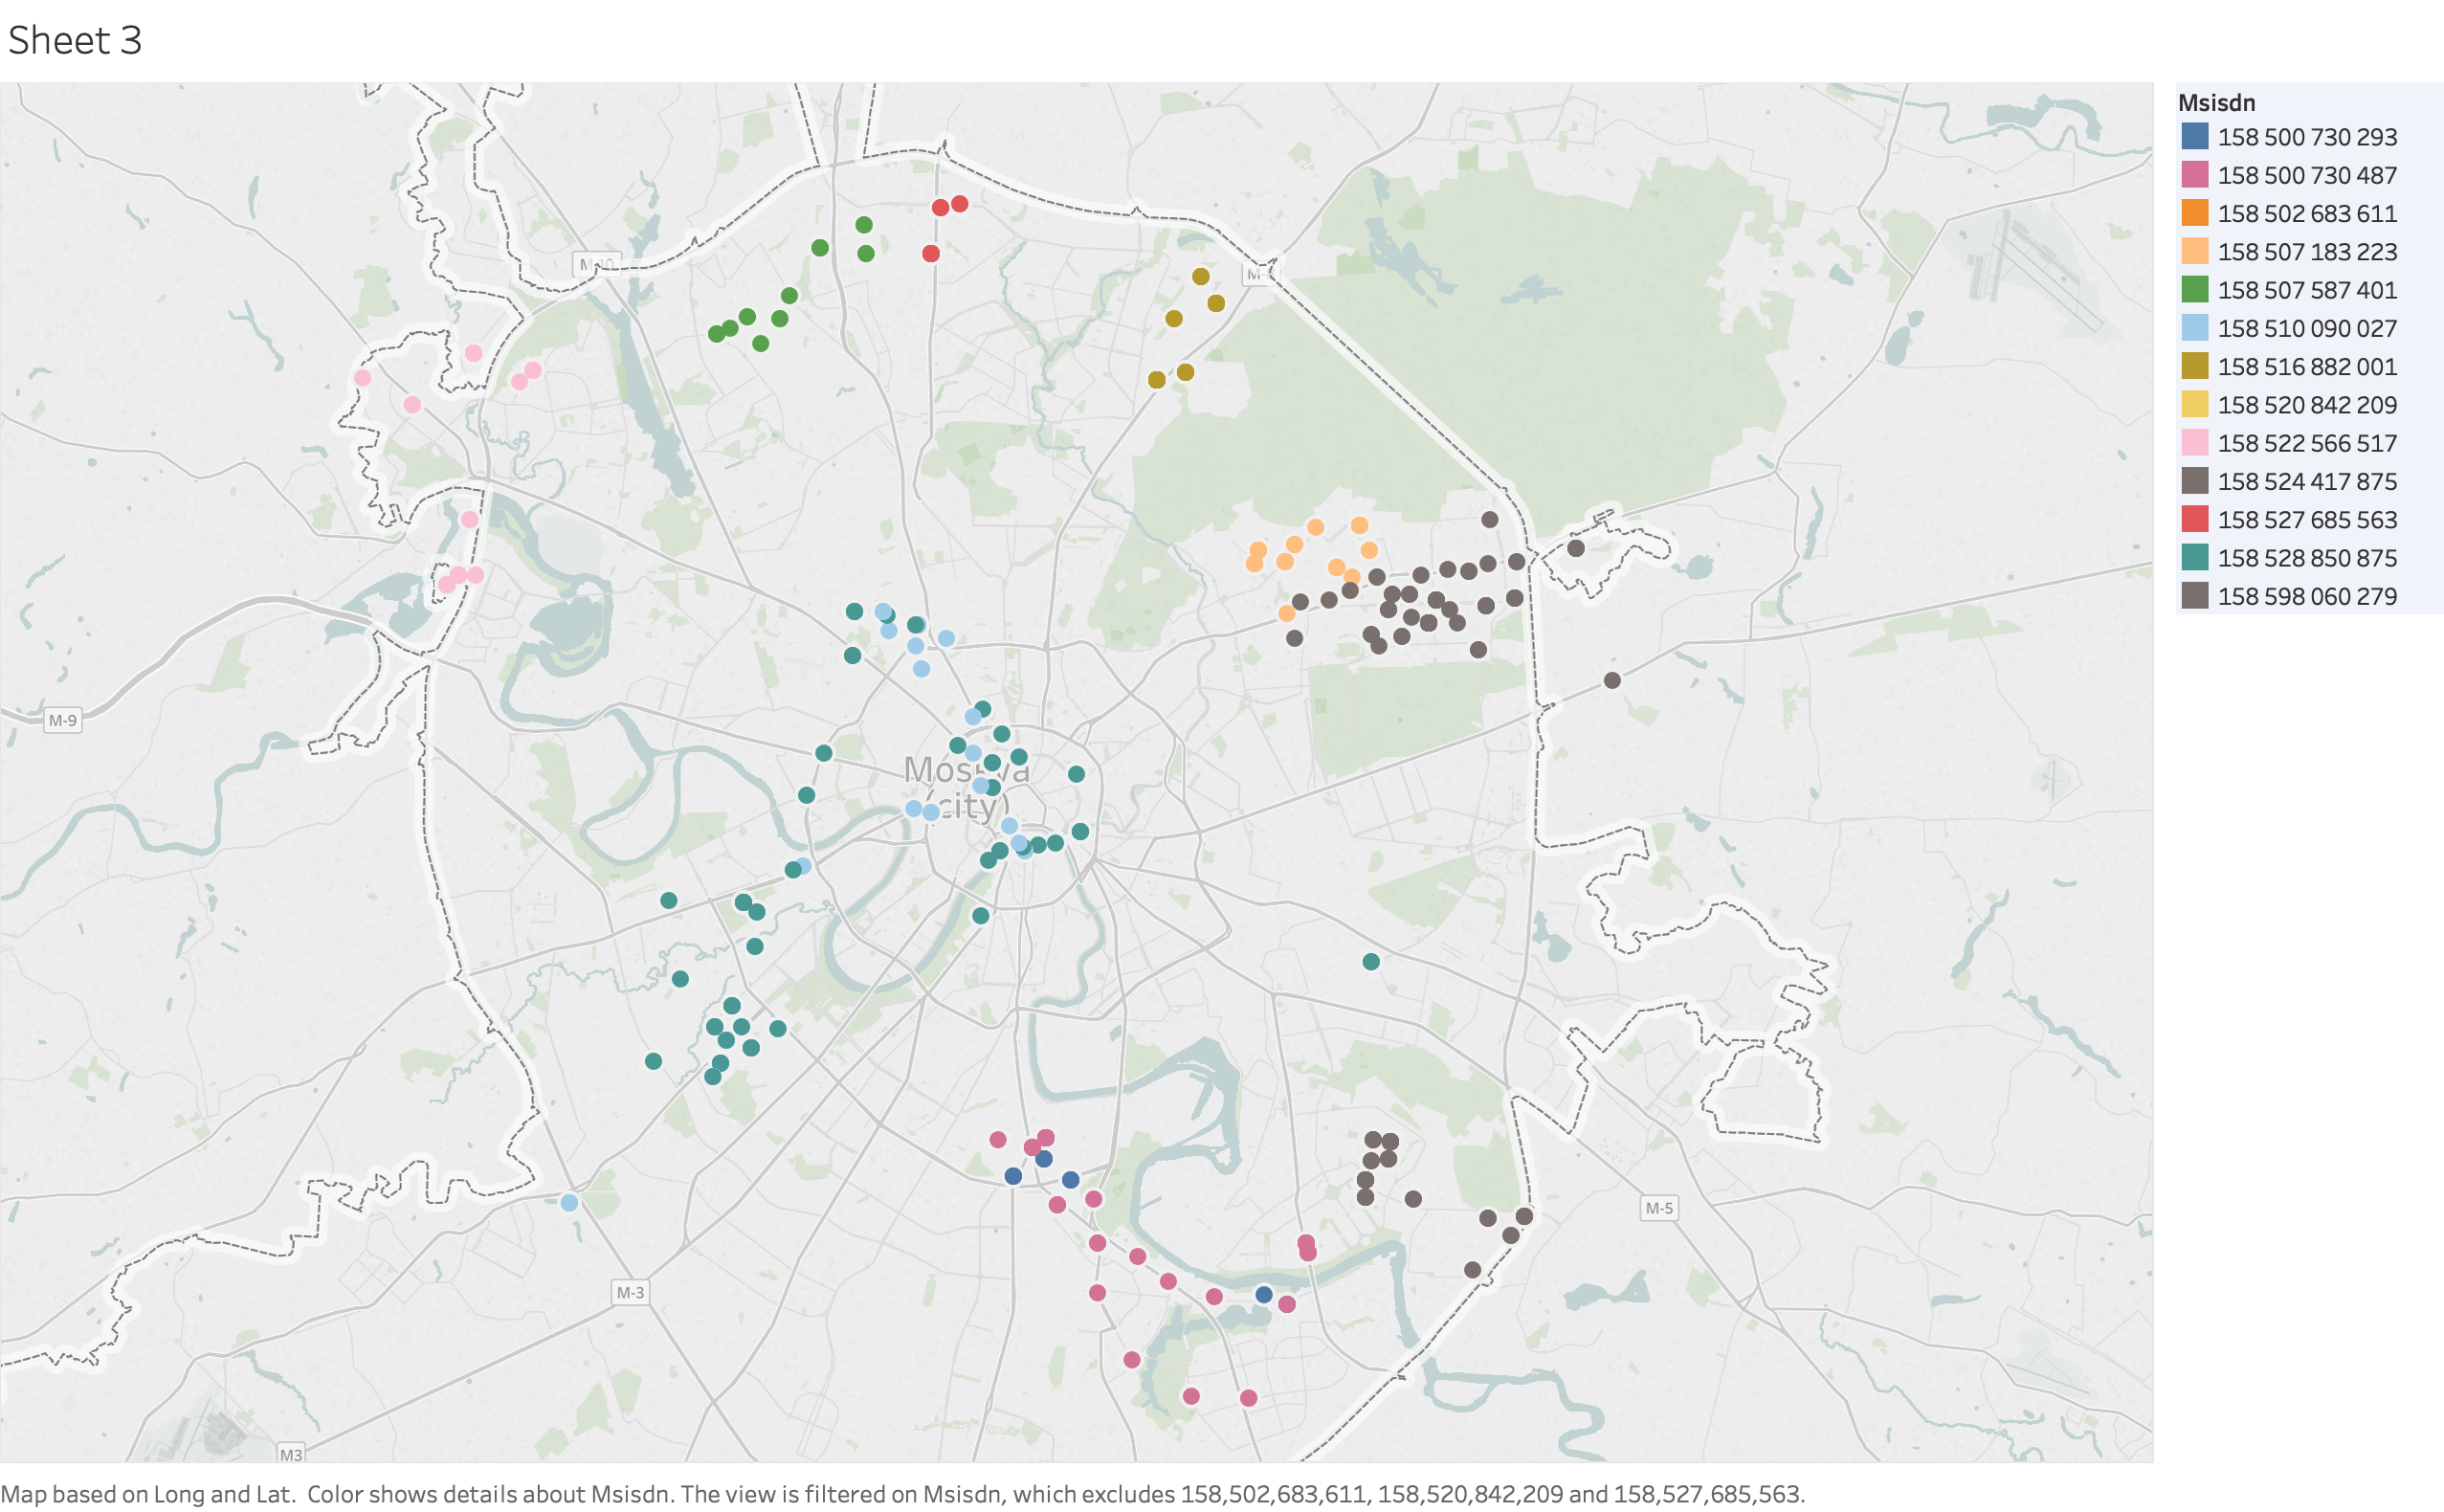 Sheet 3
Msisdn
158 500 730 293
158 500 730 487
158 502 683 611
158 507 183 223
158 507 587 401
158 510 090 027
158 516 882 001
158 520 842 209
158 522 566 517
158 524 417 875
158 527 685 563
158 528 850 875
158 598 060 279
M-10
M-9
(city)
M-5
M-3
M3
Map based on Long and Lat.  Color shows details about Msisdn. The view is filtered on Msisdn, which excludes 158,502,683,611, 158,520,842,209 and 158,527,685,563.